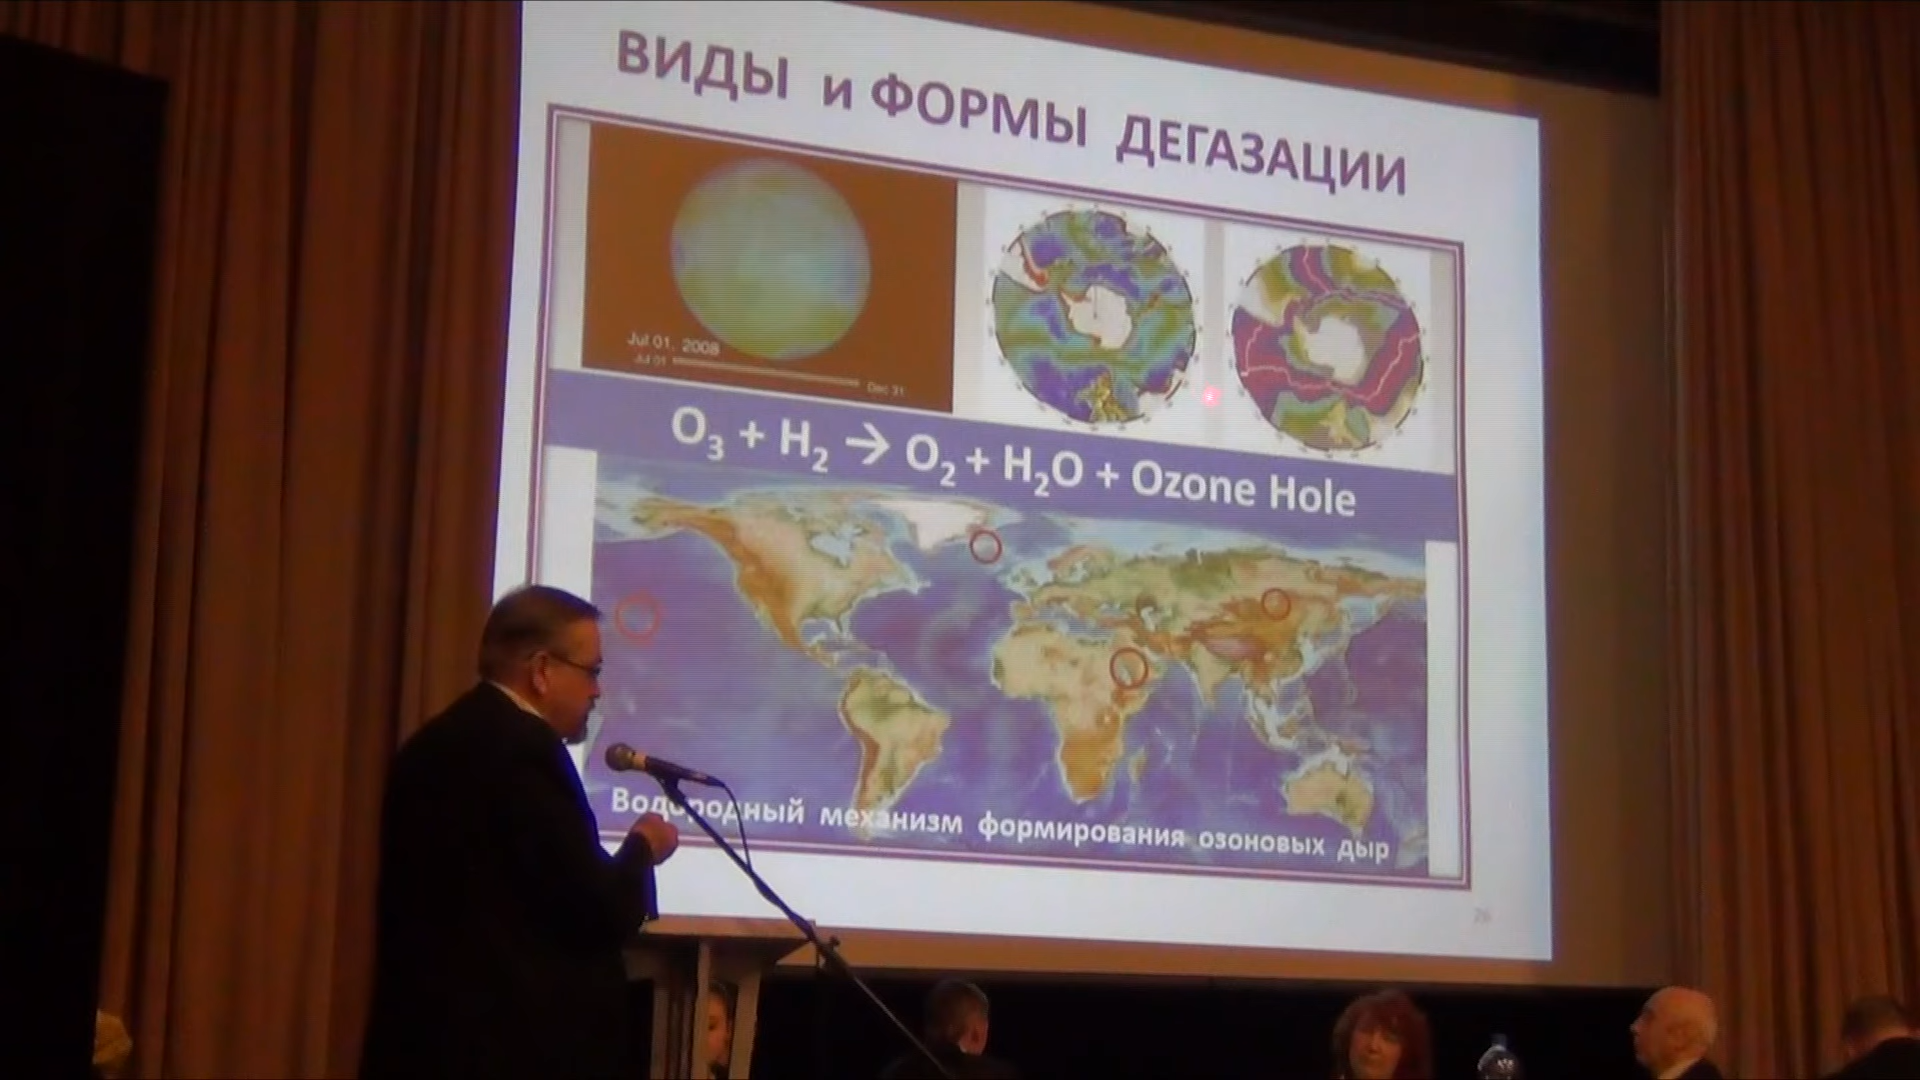 ВИДЫ и ФОРМЫ ДЕГАЗАЦИИ
Jul 01, 2008
Jul 01
Dec 31
O₃ + H₂ → O₂ + H₂O + Ozone Hole
Водородный механизм формирования озоновых дыр
26